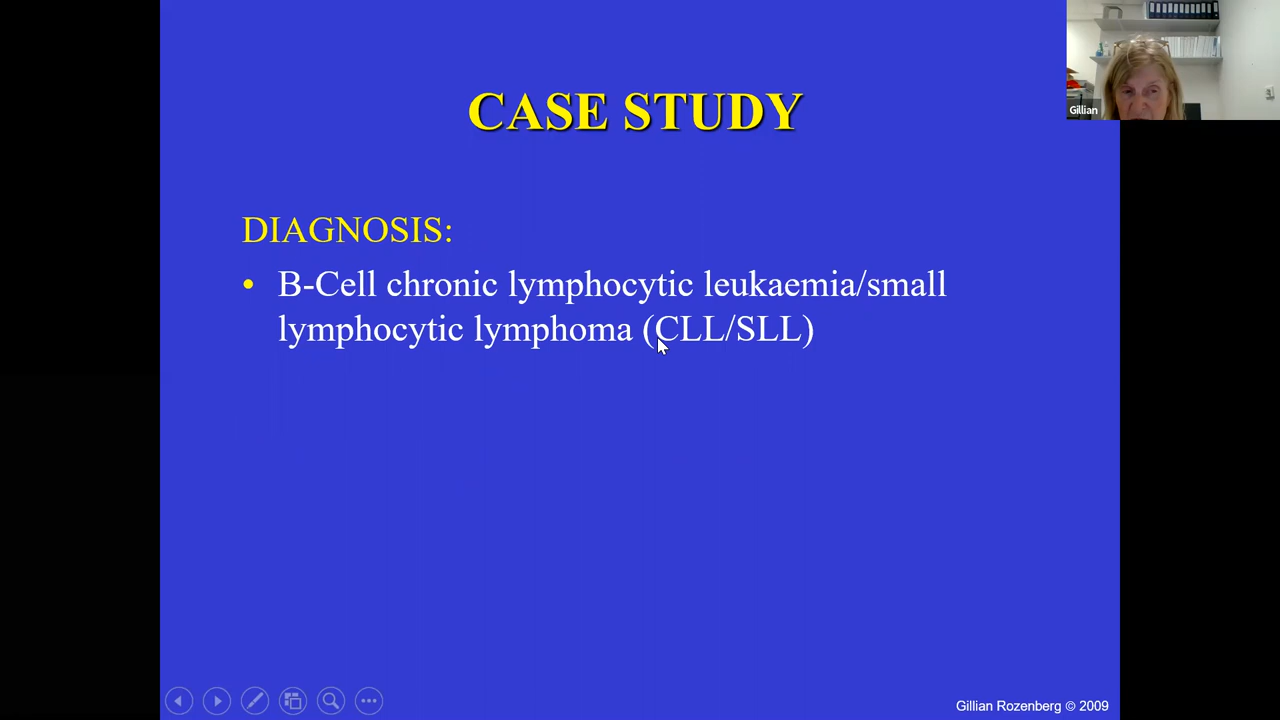 CASE STUDY
Gillian
DIAGNOSIS:
• B-Cell chronic lymphocytic leukaemia/small
lymphocytic lymphoma (CLL/SLL)
Gillian Rozenberg © 2009